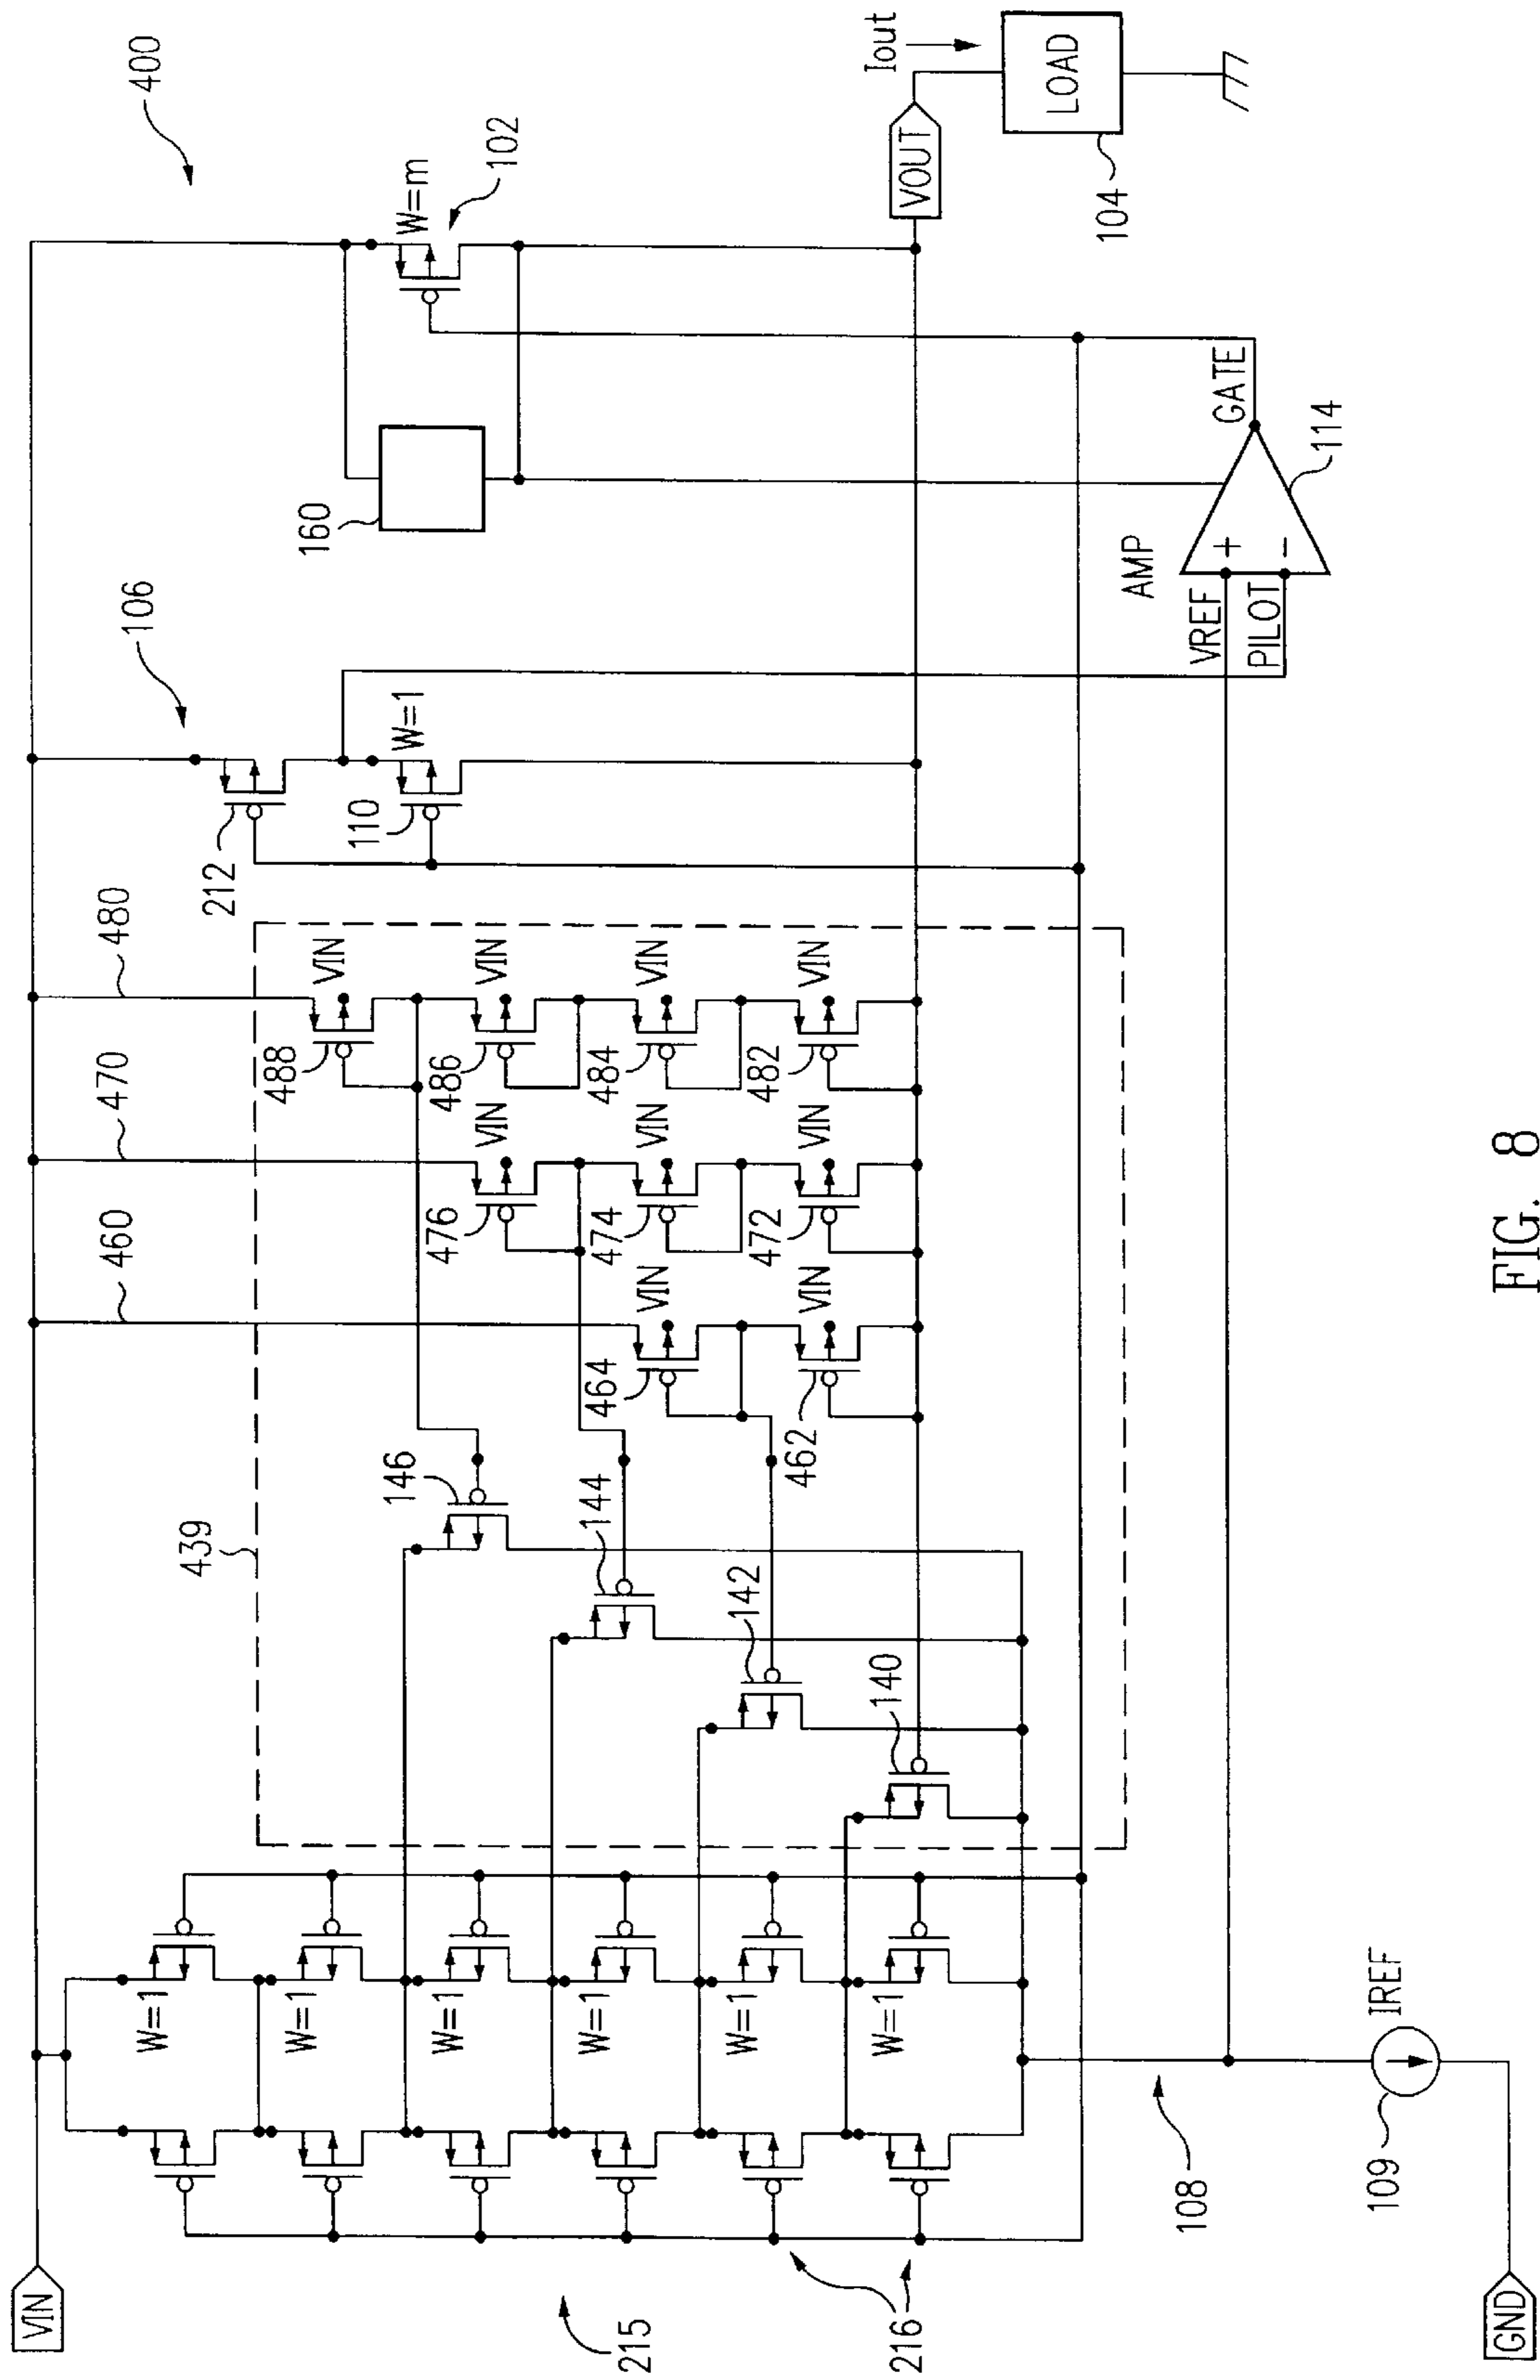 VIN
400
106
W=m
102
160
212
110
W=1
480
470
460
439
488
VIN
486
VIN
484
VIN
482
VIN
476
VIN
474
VIN
472
VIN
464
VIN
462
VIN
146
144
142
140
W=1
W=1
W=1
W=1
W=1
W=1
215
216
108
109
IREF
GND
VREF
PILOT
AMP
+
-
GATE
114
VOUT
Iout
LOAD
104
FIG. 8